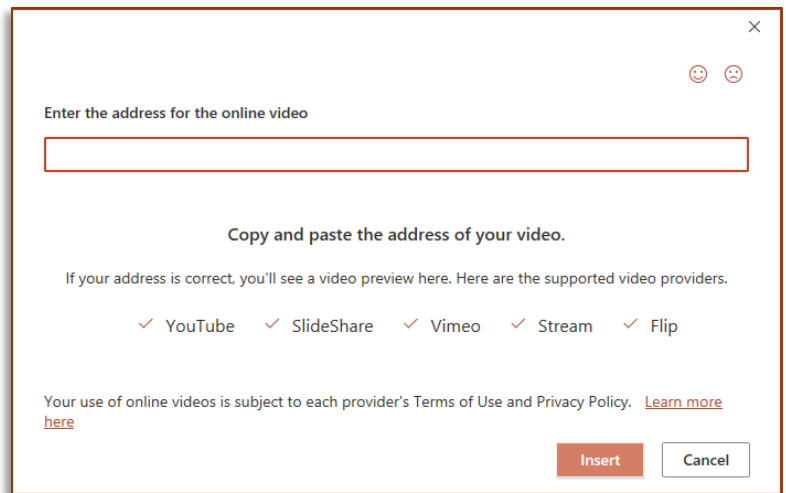 Enter the address for the online video
Copy and paste the address of your video.
If your address is correct, you'll see a video preview here. Here are the supported video providers.
YouTube SlideShare Vimeo Stream Flip
Your use of online videos is subject to each provider's Terms of Use and Privacy Policy. Learn more
here
Insert Cancel